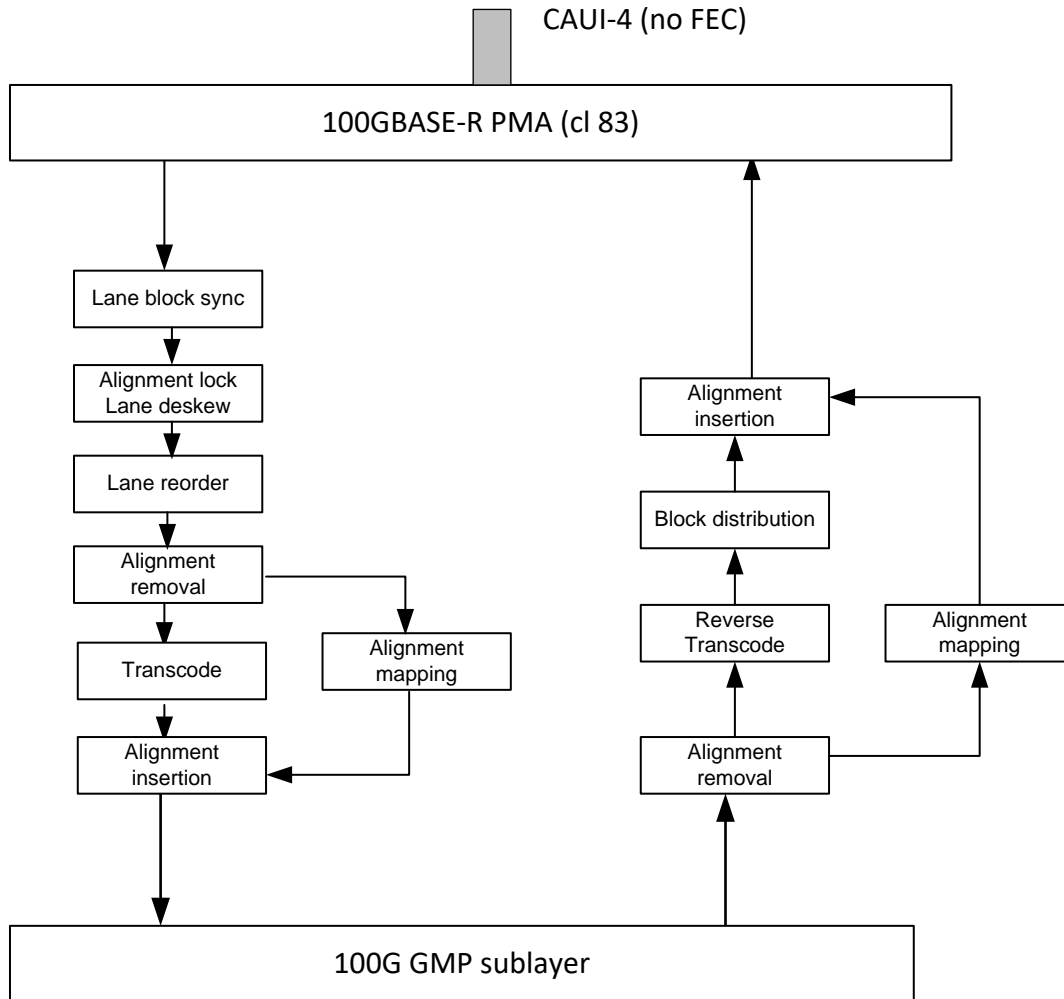 CAUI-4 (no FEC)
100GBASE-R PMA (cl 83)
Lane block sync
Alignment lock
Lane deskew
Lane reorder
Alignment
removal
Transcode
Alignment
mapping
Alignment
insertion
Alignment
insertion
Block distribution
Reverse
Transcode
Alignment
mapping
Alignment
removal
100G GMP sublayer